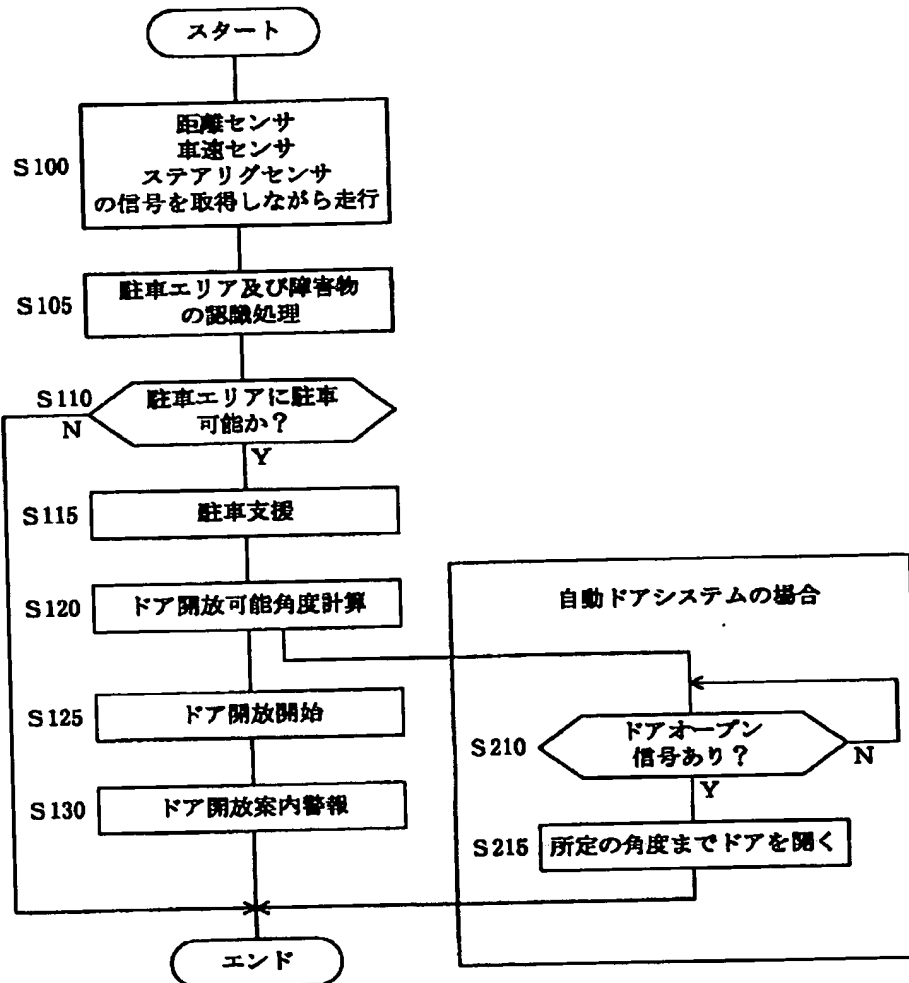 スタート
S100
距離センサ
車速センサ
ステアリグセンサ
の信号を取得しながら走行
S105
駐車エリア及び障害物
の認識処理
S110
駐車エリアに駐車
可能か?
N
Y
S115
駐車支援
S120
ドア開放可能角度計算
S125
ドア開放開始
S130
ドア開放案内警報
自動ドアシステムの場合
S210
ドアオープン
信号あり?
N
Y
S215
所定の角度までドアを開く
エンド